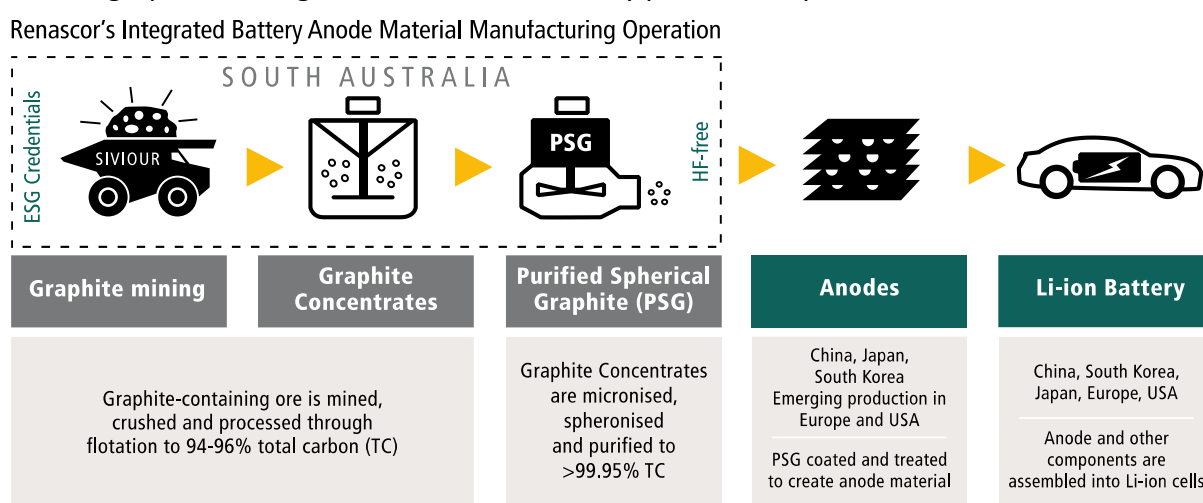 Renascor's Integrated Battery Anode Material Manufacturing Operation
SOUTH AUSTRALIA
ESG Credentials
SIVIOUR
PSG
HF-free
Graphite mining
Graphite
Concentrates
Purified Spherical
Graphite (PSG)
Anodes
Li-ion Battery
Graphite-containing ore is mined,
crushed and processed through
flotation to 94-96% total carbon (TC)
Graphite Concentrates
are micronised,
spheronised
and purified to
>99.95% TC
China, Japan,
South Korea
Emerging production in
Europe and USA
PSG coated and treated
to create anode material
China, South Korea,
Japan, Europe, USA
Anode and other
components are
assembled into Li-ion cells